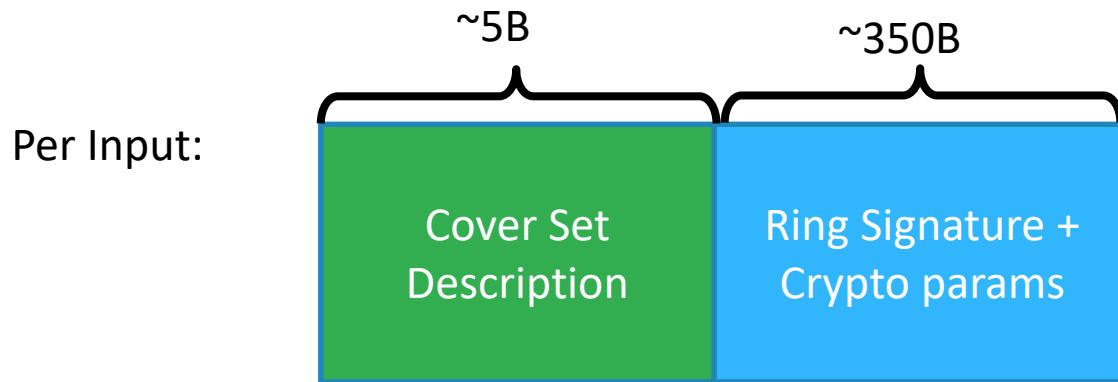 ~5B
~350B
Per Input:
Cover Set
Description
Ring Signature +
Crypto params